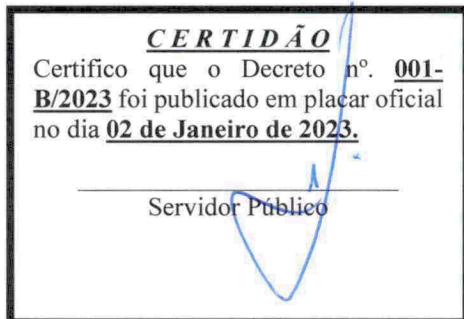 CERTIDÃO
Certifico que o Decreto nº. 001-
B/2023 foi publicado em placar oficial
no dia 02 de Janeiro de 2023.
Servidor Público